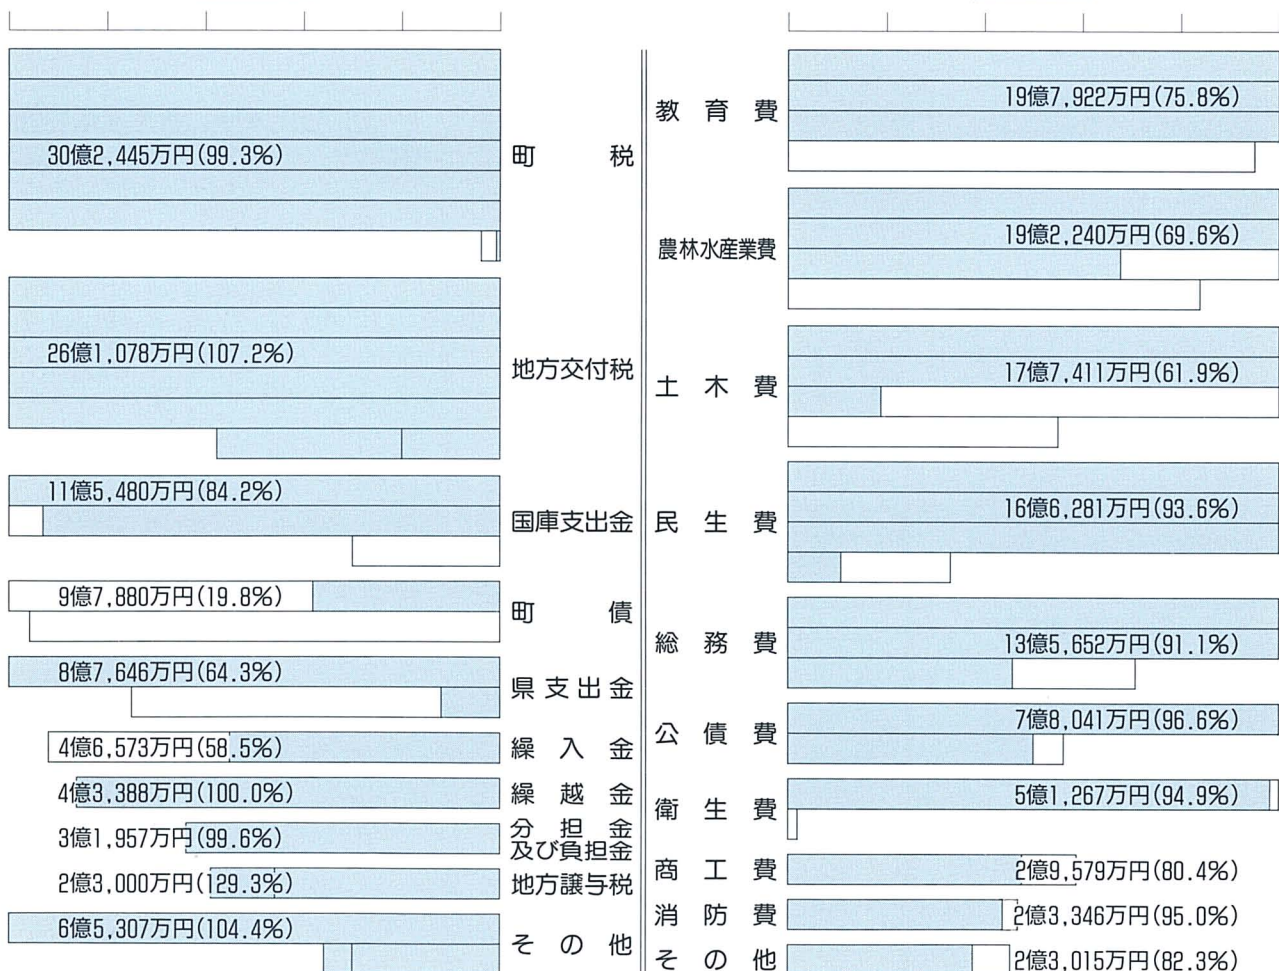 30億2,445万円(99.3%)
町税
26億1,078万円(107.2%)
地方交付税
11億5,480万円(84.2%)
国庫支出金
9億7,880万円(19.8%)
町債
8億7,646万円(64.3%)
県支出金
4億6,573万円(58.5%)
繰入金
4億3,388万円(100.0%)
繰越金
3億1,957万円(99.6%)
分担金
及び負担金
2億3,000万円(129.3%)
地方譲与税
6億5,307万円(104.4%)
その他
教育費
19億7,922万円(75.8%)
農林水産業費
19億2,240万円(69.6%)
土木費
17億7,411万円(61.9%)
民生費
16億6,281万円(93.6%)
総務費
13億5,652万円(91.1%)
公債費
7億8,041万円(96.6%)
衛生費
5億1,267万円(94.9%)
商工費
2億9,579万円(80.4%)
消防費
2億3,346万円(95.0%)
その他
2億3,015万円(82.3%)